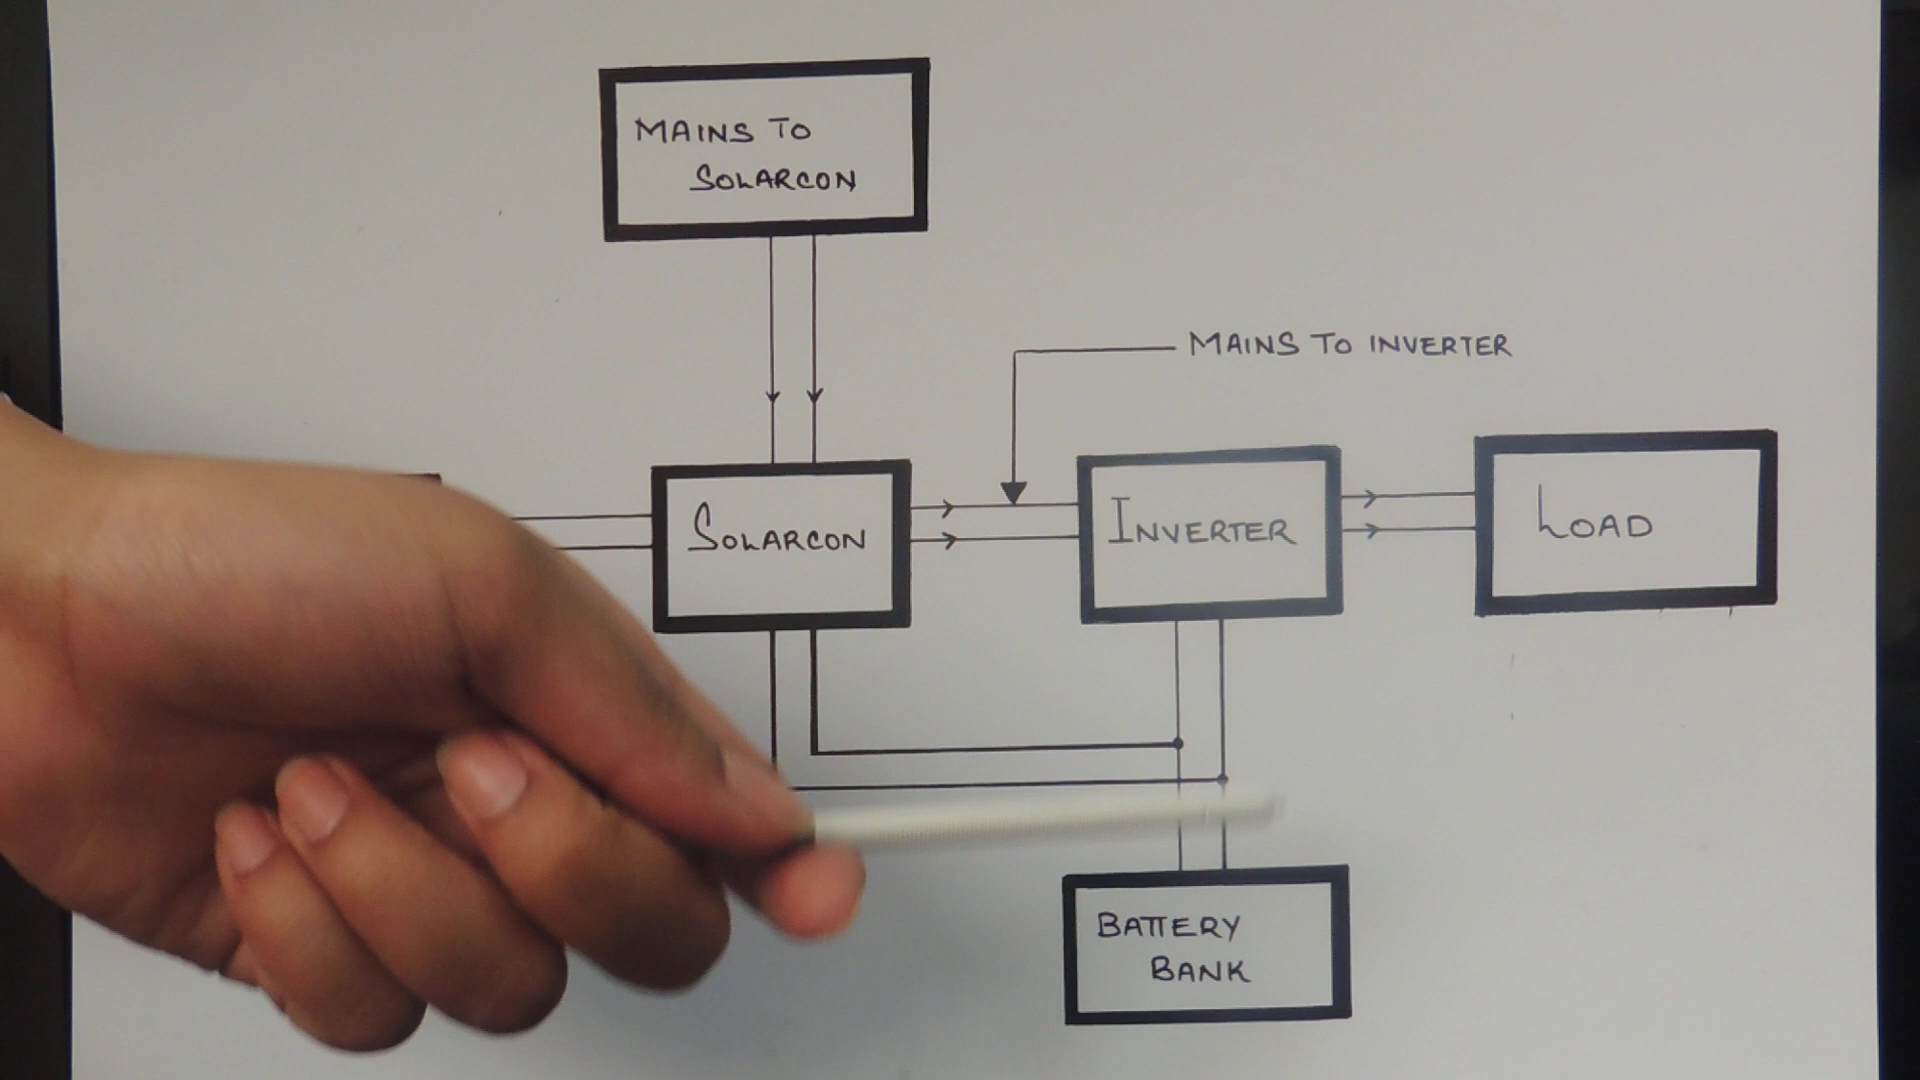 MAINS TO
SOLARCON
MAINS TO INVERTER
SOLARCON
INVERTER
LOAD
BATTERY
BANK